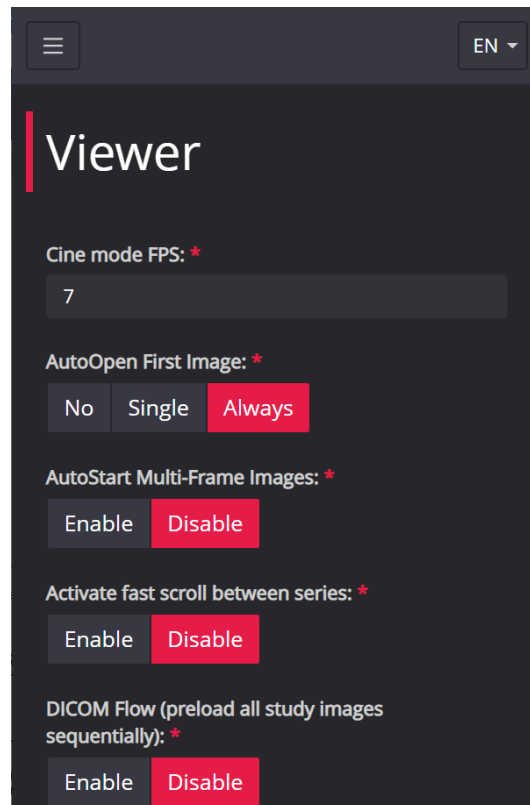 EN
Viewer
Cine mode FPS: *
7
AutoOpen First Image: *
No Single Always
AutoStart Multi-Frame Images: *
Enable Disable
Activate fast scroll between series: *
Enable Disable
DICOM Flow (preload all study images
sequentially): *
Enable Disable